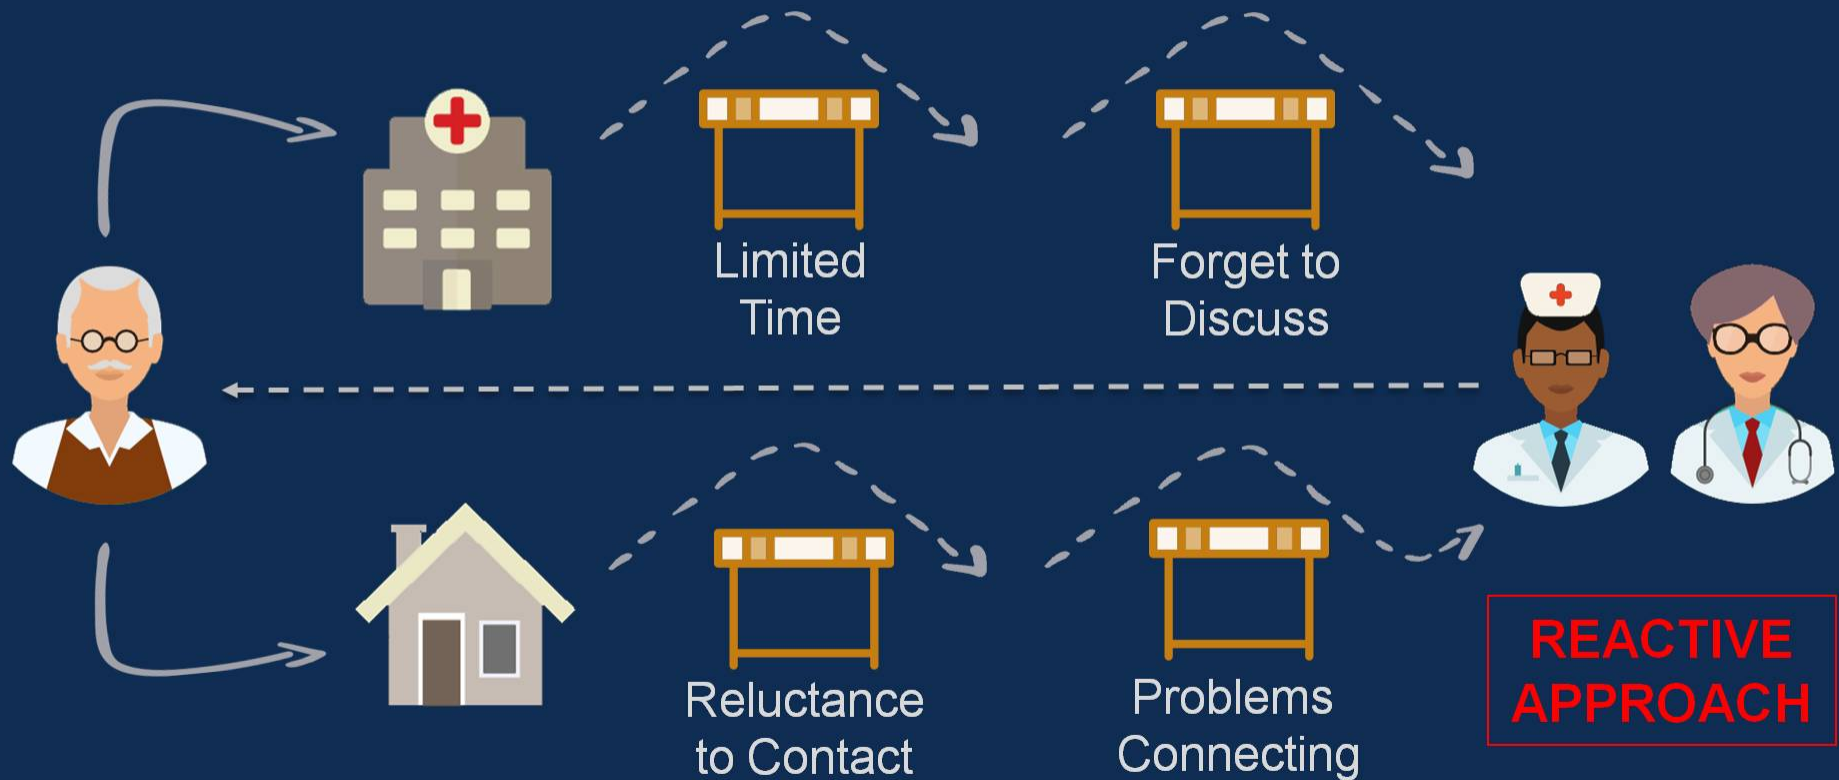 Limited
Time
Forget to
Discuss
Reluctance
to Contact
Problems
Connecting
REACTIVE
APPROACH